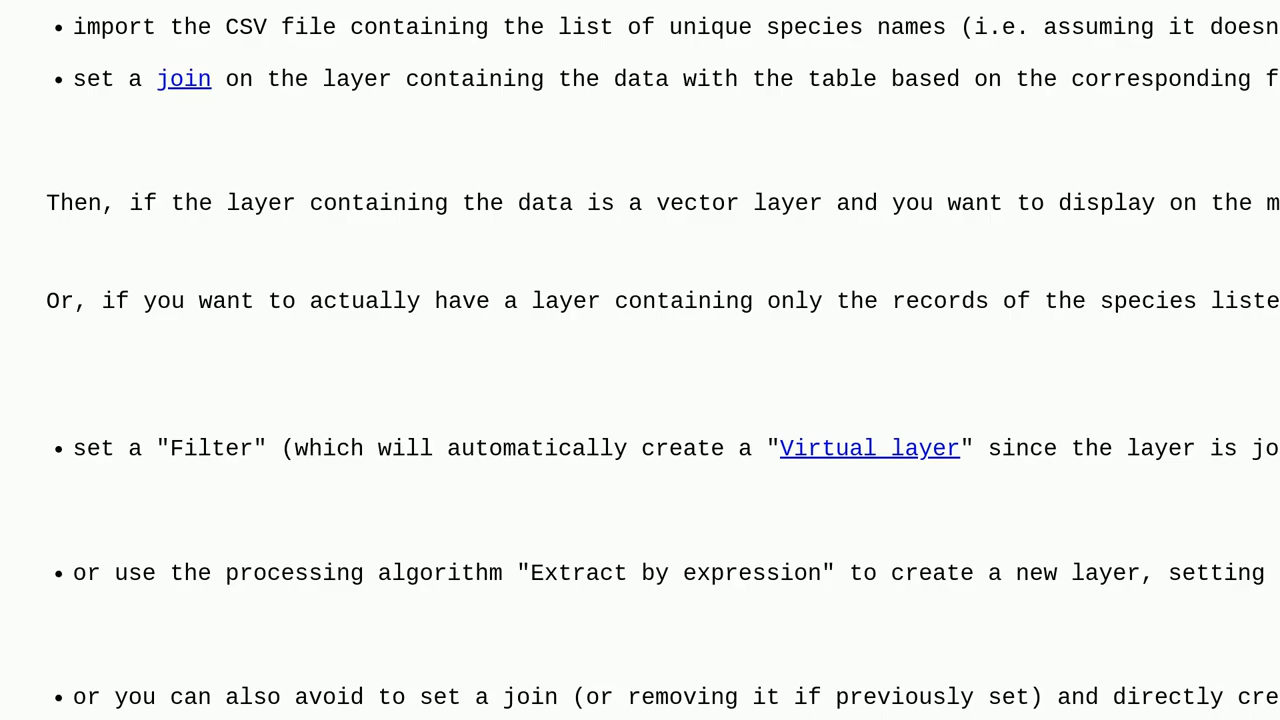 • import the CSV file containing the list of unique species names (i.e. assuming it doesn
• set a join on the layer containing the data with the table based on the corresponding f
Then, if the layer containing the data is a vector layer and you want to display on the m
Or, if you want to actually have a layer containing only the records of the species liste
• set a "Filter" (which will automatically create a "Virtual layer" since the layer is jo
• or use the processing algorithm "Extract by expression" to create a new layer, setting
• or you can also avoid to set a join (or removing it if previously set) and directly cre